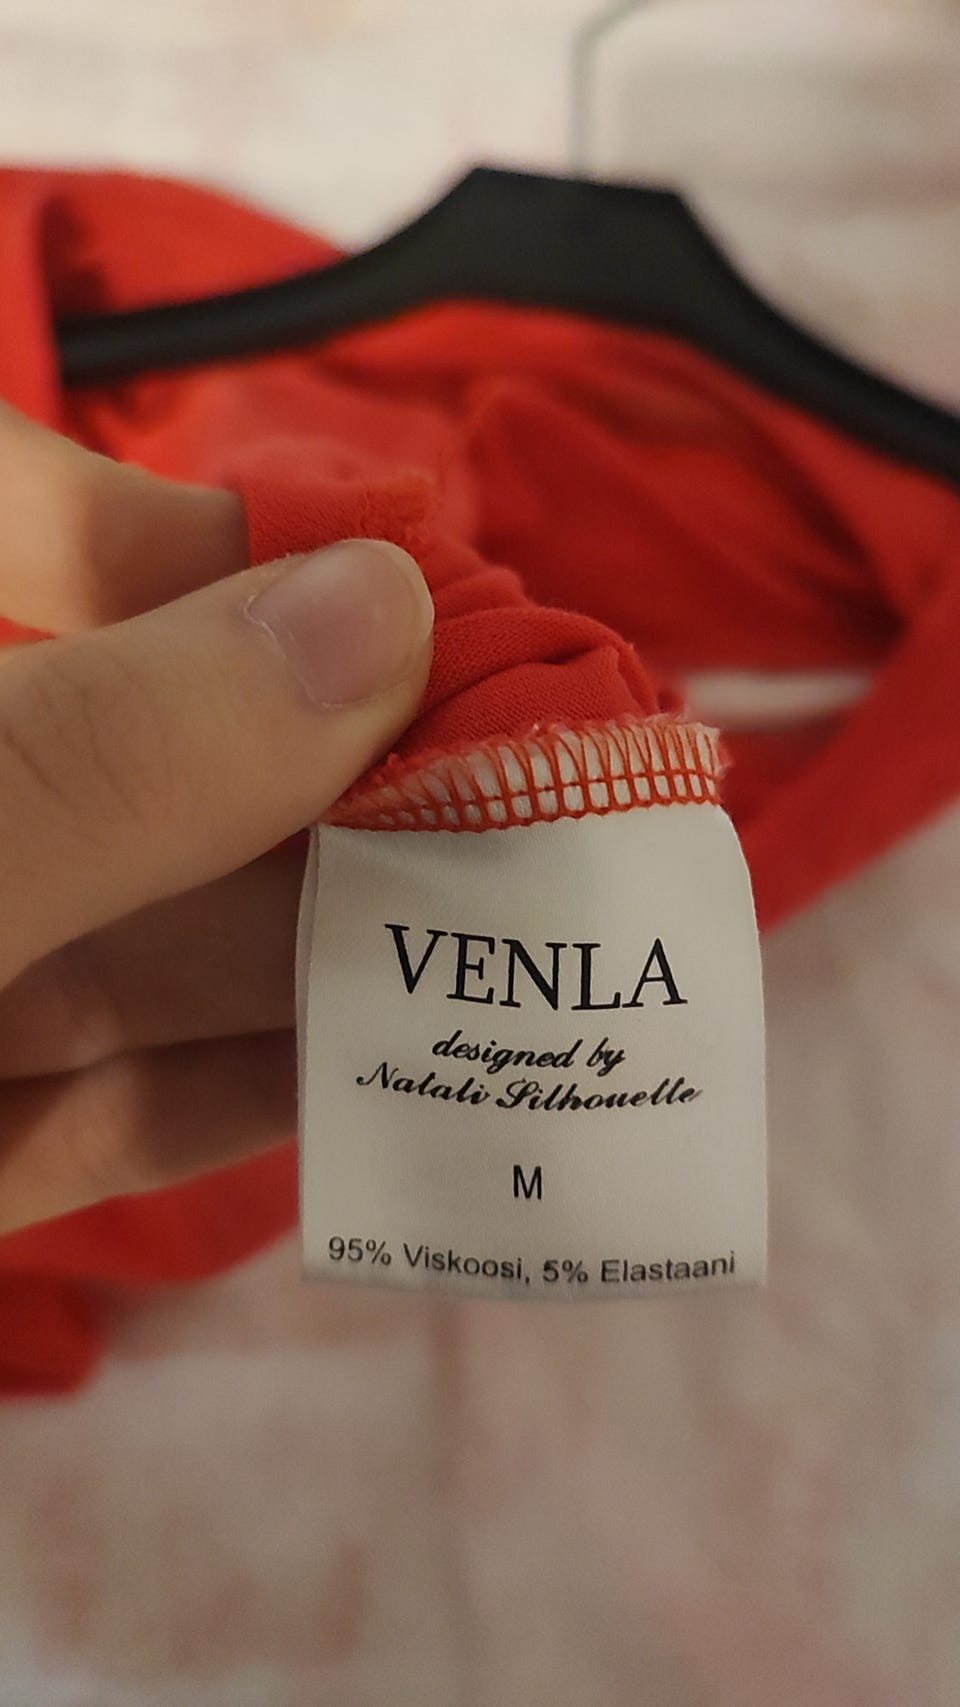 VENLA
designed by
Natali Silhouette
M
95% Viskoosi, 5% Elastaani